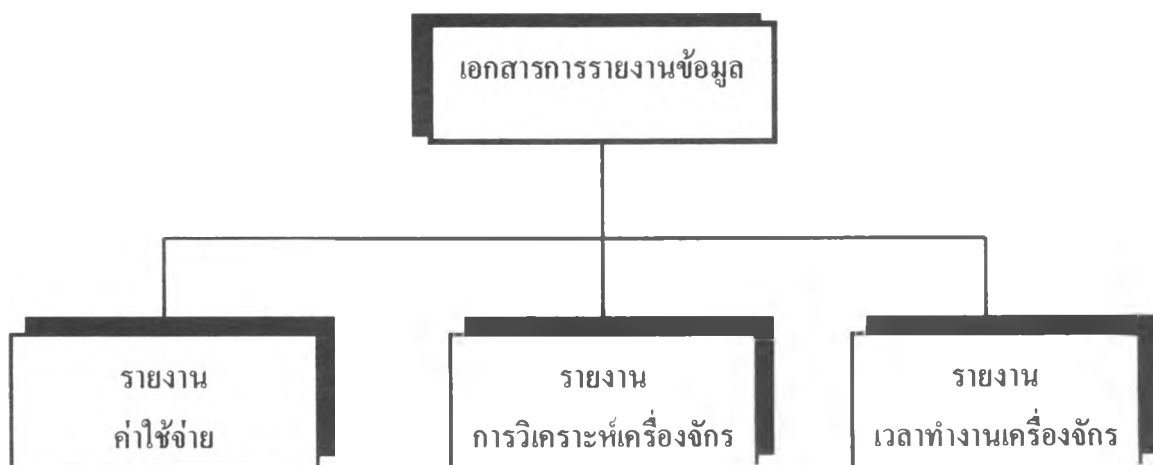 เอกสารการรายงานข้อมูล
รายงาน
ค่าใช้จ่าย
รายงาน
การวิเคราะห์เครื่องจักร
รายงาน
เวลาทำงานเครื่องจักร